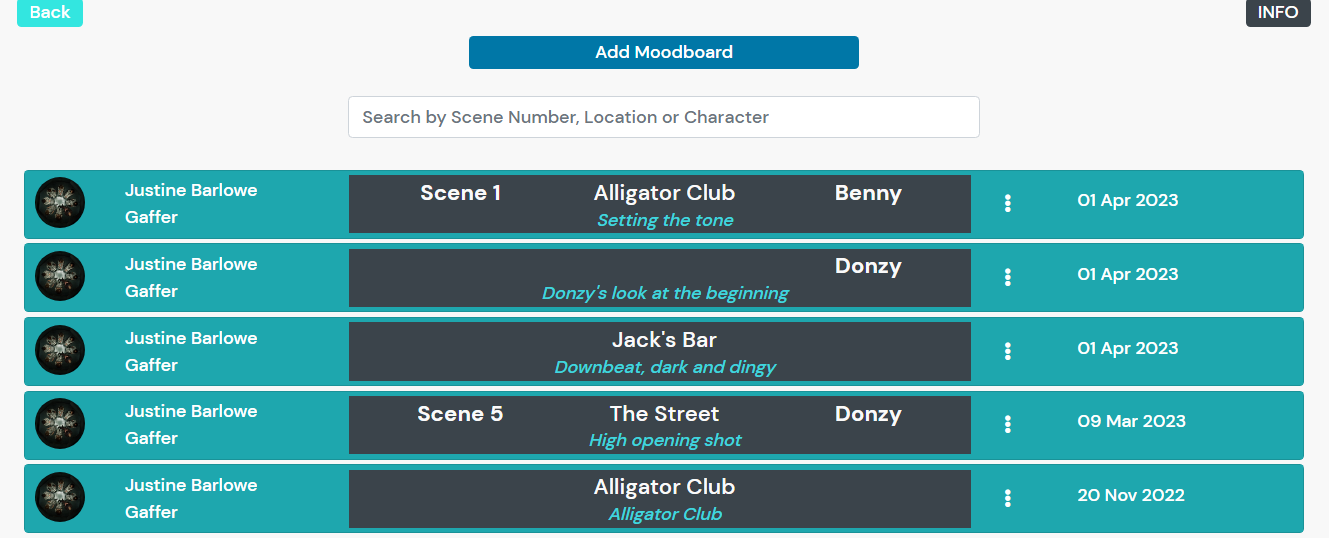 Back
INFO
Add Moodboard
Search by Scene Number, Location or Character
Justine Barlowe
Gaffer
Scene 1 Alligator Club Benny
Setting the tone
01 Apr 2023
Justine Barlowe
Gaffer
Donzy
Donzy's look at the beginning
01 Apr 2023
Justine Barlowe
Gaffer
Jack's Bar
Downbeat, dark and dingy
01 Apr 2023
Justine Barlowe
Gaffer
Scene 5 The Street Donzy
High opening shot
09 Mar 2023
Justine Barlowe
Gaffer
Alligator Club
Alligator Club
20 Nov 2022